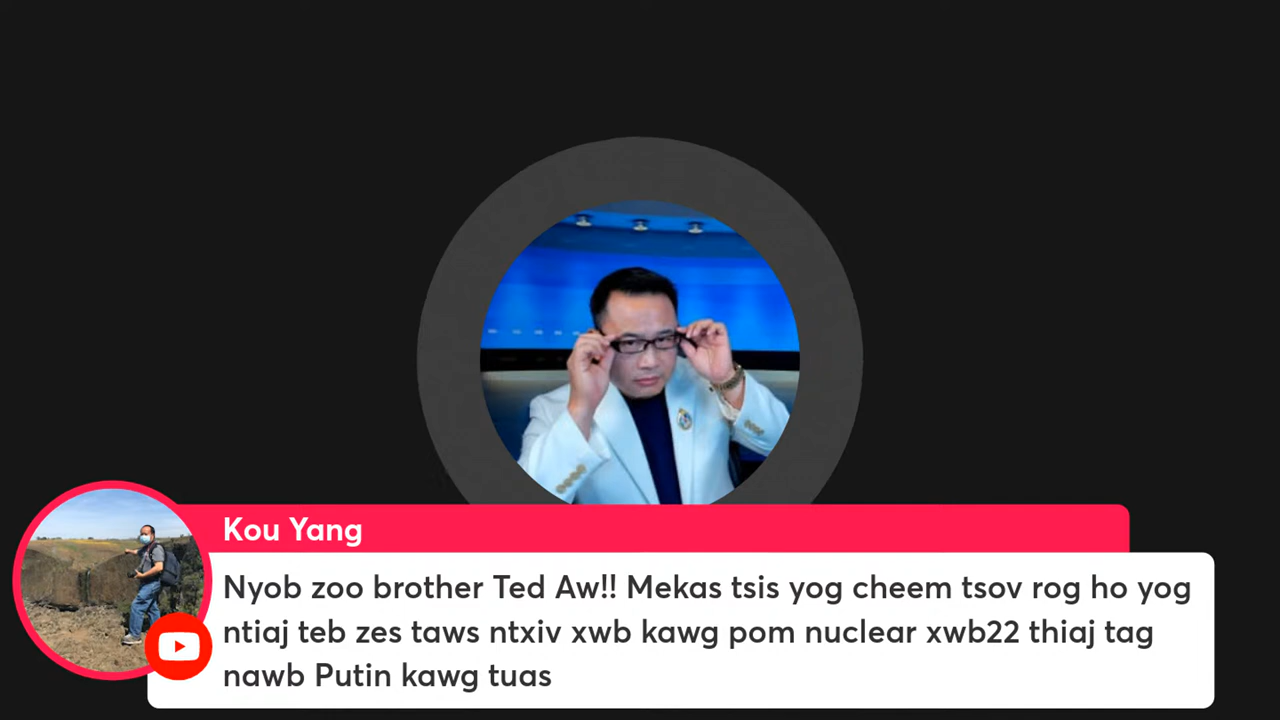 Kou Yang
Nyob zoo brother Ted Aw!! Mekas tsis yog cheem tsov rog ho yog
ntiaj teb zes taws ntxiv xwb kawg pom nuclear xwb22 thiaj tag
nawb Putin kawg tuas